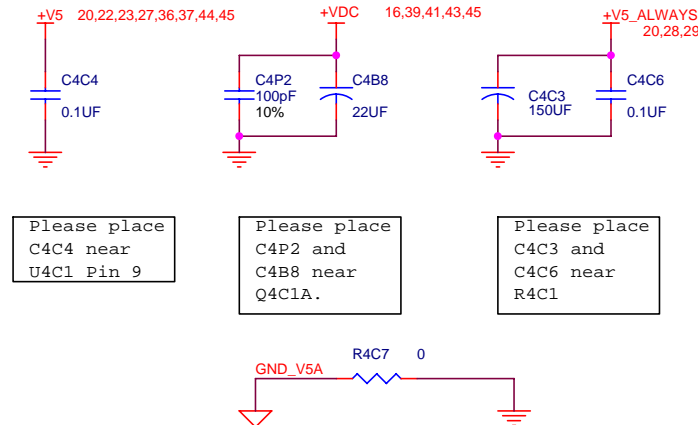 +V5 20,22,23,27,36,37,44,45
+VDC 16,39,41,43,45
+V5_ALWAYS
20,28,29
C4C4
0.1UF
C4P2
100pF
10%
C4B8
22UF
C4C3
150UF
C4C6
0.1UF
Please place
C4C4 near
U4C1 Pin 9
Please place
C4P2 and
C4B8 near
Q4C1A.
Please place
C4C3 and
C4C6 near
R4C1
R4C7 0
GND_V5A